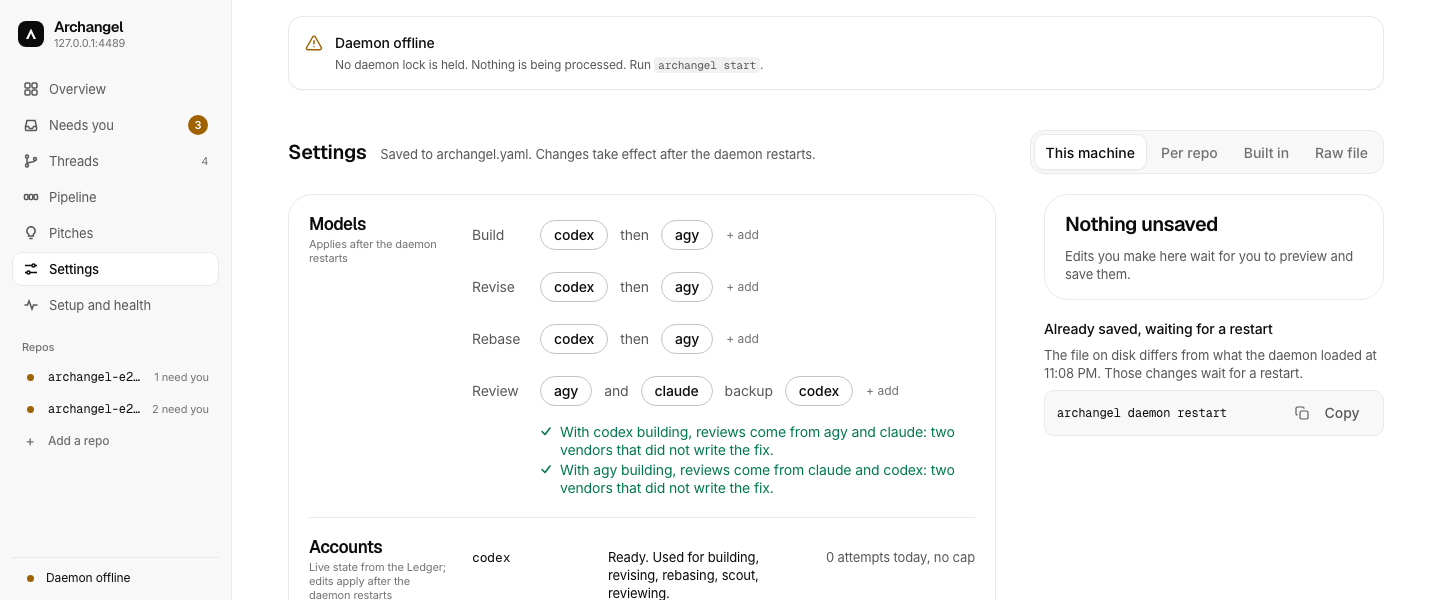 Archangel
127.0.0.1:4489
Overview
Needs you 3
Threads 4
Pipeline
Pitches
Settings
Setup and health
Repos
archangel-e2… 1 need you
archangel-e2… 2 need you
+ Add a repo
Daemon offline
Daemon offline
No daemon lock is held. Nothing is being processed. Run archangel start.
Settings Saved to archangel.yaml. Changes take effect after the daemon restarts.
This machine Per repo Built in Raw file
Models
Applies after the daemon
restarts
Build codex then agy + add
Revise codex then agy + add
Rebase codex then agy + add
Review agy and claude backup codex + add
With codex building, reviews come from agy and claude: two
vendors that did not write the fix.
With agy building, reviews come from claude and codex: two
vendors that did not write the fix.
Accounts
Live state from the Ledger;
edits apply after the
daemon restarts
codex
Ready. Used for building,
revising, rebasing, scout,
reviewing.
0 attempts today, no cap
Nothing unsaved
Edits you make here wait for you to preview and
save them.
Already saved, waiting for a restart
The file on disk differs from what the daemon loaded at
11:08 PM. Those changes wait for a restart.
archangel daemon restart Copy